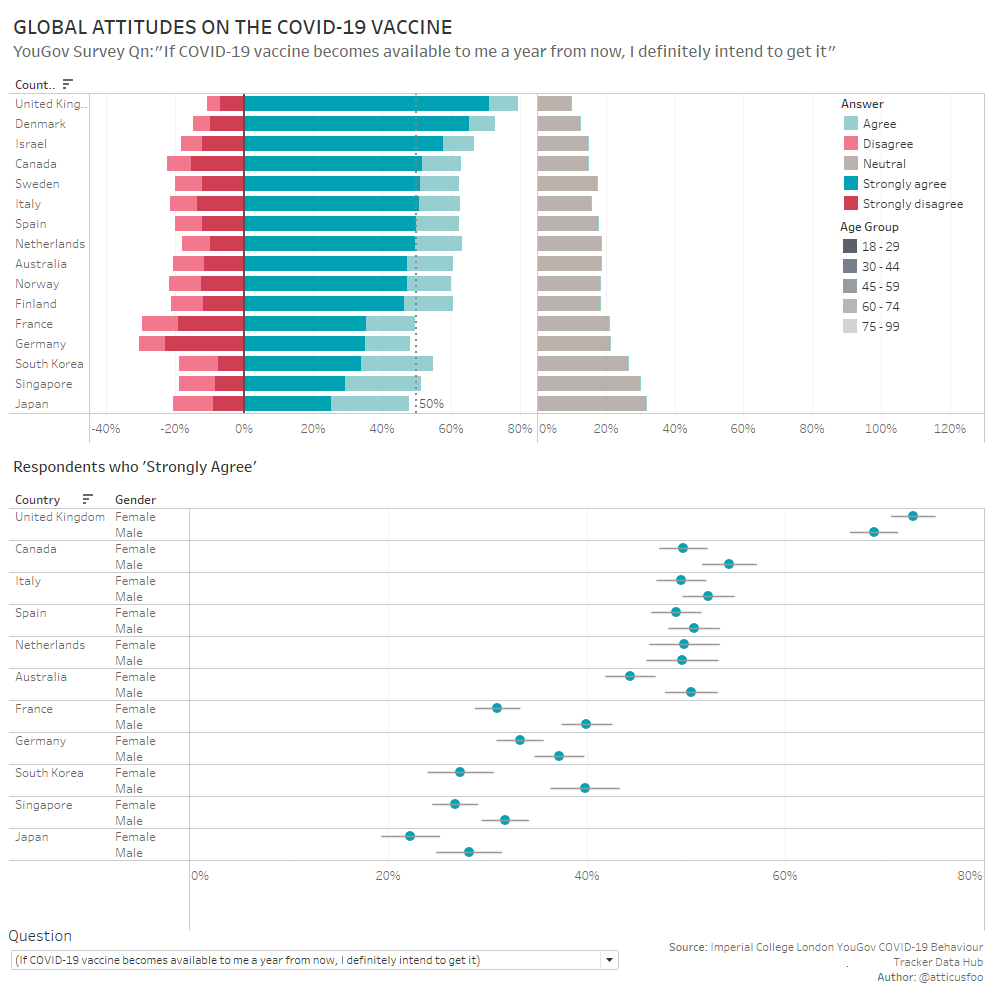 GLOBAL ATTITUDES ON THE COVID-19 VACCINE
YouGov Survey Qn:"If COVID-19 vaccine becomes available to me a year from now, I definitely intend to get it"
Count..
United King..
Denmark
Israel
Canada
Sweden
Italy
Spain
Netherlands
Australia
Norway
Finland
France
Germany
South Korea
Singapore
Japan
50%
-40% -20% 0% 20% 40% 60% 80% 0% 20% 40% 60% 80% 100% 120%
Answer
Agree
Disagree
Neutral
Strongly agree
Strongly disagree
Age Group
18 - 29
30 - 44
45 - 59
60 - 74
75 - 99
Respondents who 'Strongly Agree'
Country Gender
United Kingdom Female
Male
Canada Female
Male
Italy Female
Male
Spain Female
Male
Netherlands Female
Male
Australia Female
Male
France Female
Male
Germany Female
Male
South Korea Female
Male
Singapore Female
Male
Japan Female
Male
0% 20% 40% 60% 80%
Question
(If COVID-19 vaccine becomes available to me a year from now, I definitely intend to get it)
Source: Imperial College London YouGov COVID-19 Behaviour
Tracker Data Hub
Author: @atticusfoo